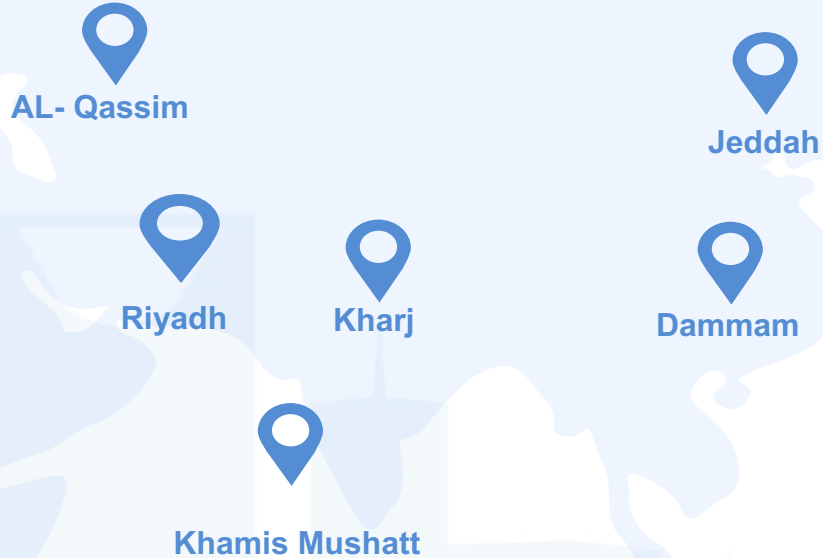 AL- Qassim
Jeddah
Riyadh
Kharj
Dammam
Khamis Mushatt